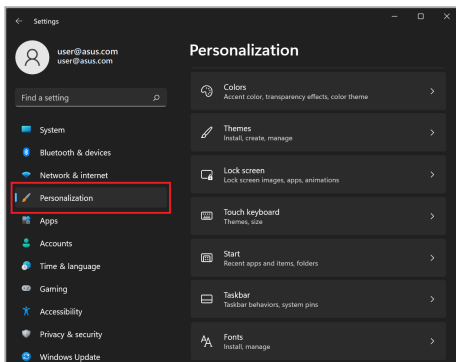 Settings
user@asus.com
user@asus.com
Find a setting
System
Bluetooth & devices
Network & internet
Personalization
Apps
Accounts
Time & language
Gaming
Accessibility
Privacy & security
Windows Update
Personalization
Colors
Accent color, transparency effects, color theme
Themes
Install, create, manage
Lock screen
Lock screen images, apps, animations
Touch keyboard
Themes, size
Start
Recent apps and items, folders
Taskbar
Taskbar behaviors, system pins
Fonts
Install, manage